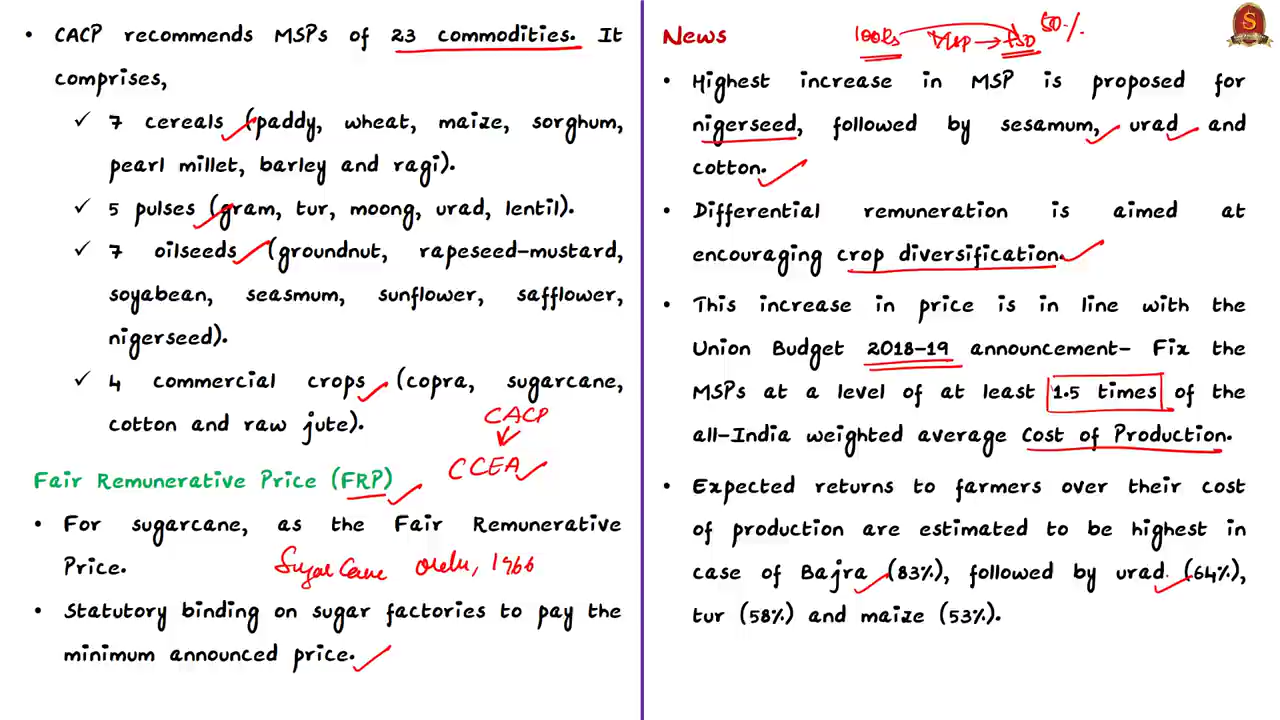 • CACP recommends MSPs of 23 commodities. It
comprises,
✓ 7 cereals (paddy, wheat, maize, sorghum,
pearl millet, barley and ragi).
✓ 5 pulses (gram, tur, moong, urad, lentil).
✓ 7 oilseeds (groundnut, rapeseed-mustard,
soyabean, seasmum, sunflower, safflower,
nigerseed).
✓ 4 commercial crops (copra, sugarcane,
cotton and raw jute).
CACP
CCEA
Fair Remunerative Price (FRP)
• For sugarcane, as the Fair Remunerative
Price.
Sugar Cane order, 1966
• Statutory binding on sugar factories to pay the
minimum announced price.
News
100Rs MSP → 150 50%
• Highest increase in MSP is proposed for
nigerseed, followed by sesamum, urad and
cotton.
• Differential remuneration is aimed at
encouraging crop diversification.
• This increase in price is in line with the
Union Budget 2018-19 announcement- Fix the
MSPs at a level of at least 1.5 times of the
all-India weighted average Cost of Production.
• Expected returns to farmers over their cost
of production are estimated to be highest in
case of Bajra (83%), followed by urad (64%),
tur (58%) and maize (53%).
S